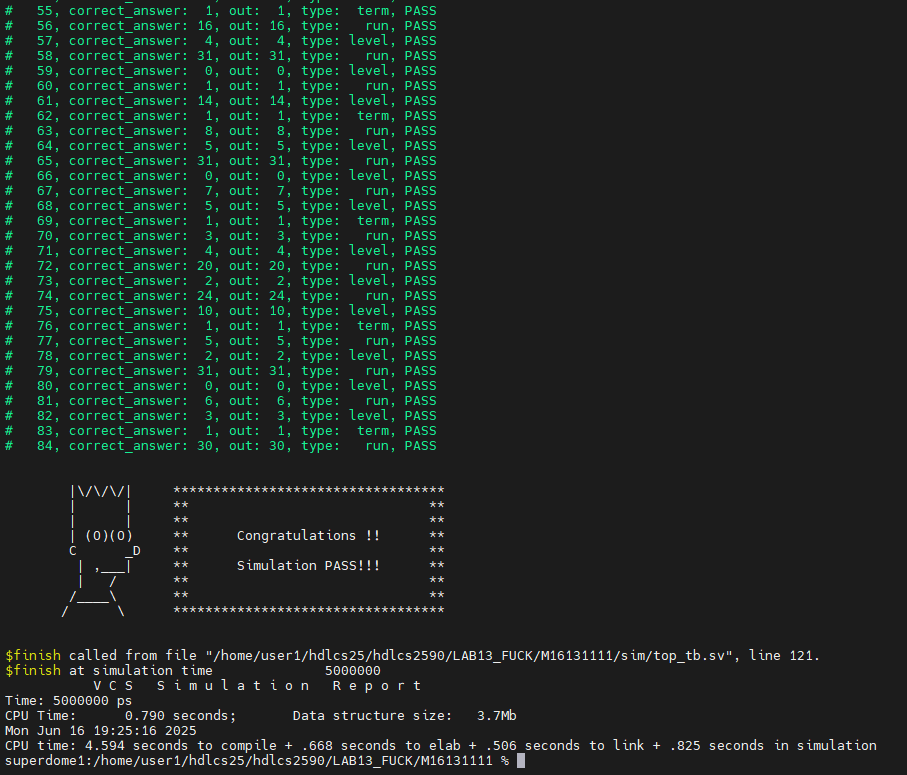 #   55, correct_answer:  1, out:  1, type:  term, PASS
#   56, correct_answer: 16, out: 16, type:   run, PASS
#   57, correct_answer:  4, out:  4, type: level, PASS
#   58, correct_answer: 31, out: 31, type:   run, PASS
#   59, correct_answer:  0, out:  0, type: level, PASS
#   60, correct_answer:  1, out:  1, type:   run, PASS
#   61, correct_answer: 14, out: 14, type: level, PASS
#   62, correct_answer:  1, out:  1, type:  term, PASS
#   63, correct_answer:  8, out:  8, type:   run, PASS
#   64, correct_answer:  5, out:  5, type: level, PASS
#   65, correct_answer: 31, out: 31, type:   run, PASS
#   66, correct_answer:  0, out:  0, type: level, PASS
#   67, correct_answer:  7, out:  7, type:   run, PASS
#   68, correct_answer:  5, out:  5, type: level, PASS
#   69, correct_answer:  1, out:  1, type:  term, PASS
#   70, correct_answer:  3, out:  3, type:   run, PASS
#   71, correct_answer:  4, out:  4, type: level, PASS
#   72, correct_answer: 20, out: 20, type:   run, PASS
#   73, correct_answer:  2, out:  2, type: level, PASS
#   74, correct_answer: 24, out: 24, type:   run, PASS
#   75, correct_answer: 10, out: 10, type: level, PASS
#   76, correct_answer:  1, out:  1, type:  term, PASS
#   77, correct_answer:  5, out:  5, type:   run, PASS
#   78, correct_answer:  2, out:  2, type: level, PASS
#   79, correct_answer: 31, out: 31, type:   run, PASS
#   80, correct_answer:  0, out:  0, type: level, PASS
#   81, correct_answer:  6, out:  6, type:   run, PASS
#   82, correct_answer:  3, out:  3, type: level, PASS
#   83, correct_answer:  1, out:  1, type:  term, PASS
#   84, correct_answer: 30, out: 30, type:   run, PASS
        |\/\/\/|     **********************************
        |      |     **                              **
        |      |     **                              **
        | (O)(O)     **      Congratulations !!      **
        C      _D    **                              **
         | ,___|     **      Simulation PASS!!!      **
         |   /       **                              **
        /____\       **                              **
       /      \      **********************************
$finish called from file "/home/user1/hdlcs25/hdlcs2590/LAB13_FUCK/M16131111/sim/top_tb.sv", line 121.
$finish at simulation time              5000000
           V C S   S i m u l a t i o n   R e p o r t
Time: 5000000 ps
CPU Time:      0.790 seconds;       Data structure size:   3.7Mb
Mon Jun 16 19:25:16 2025
CPU time: 4.594 seconds to compile + .668 seconds to elab + .506 seconds to link + .825 seconds in simulation
superdome1:/home/user1/hdlcs25/hdlcs2590/LAB13_FUCK/M16131111 %